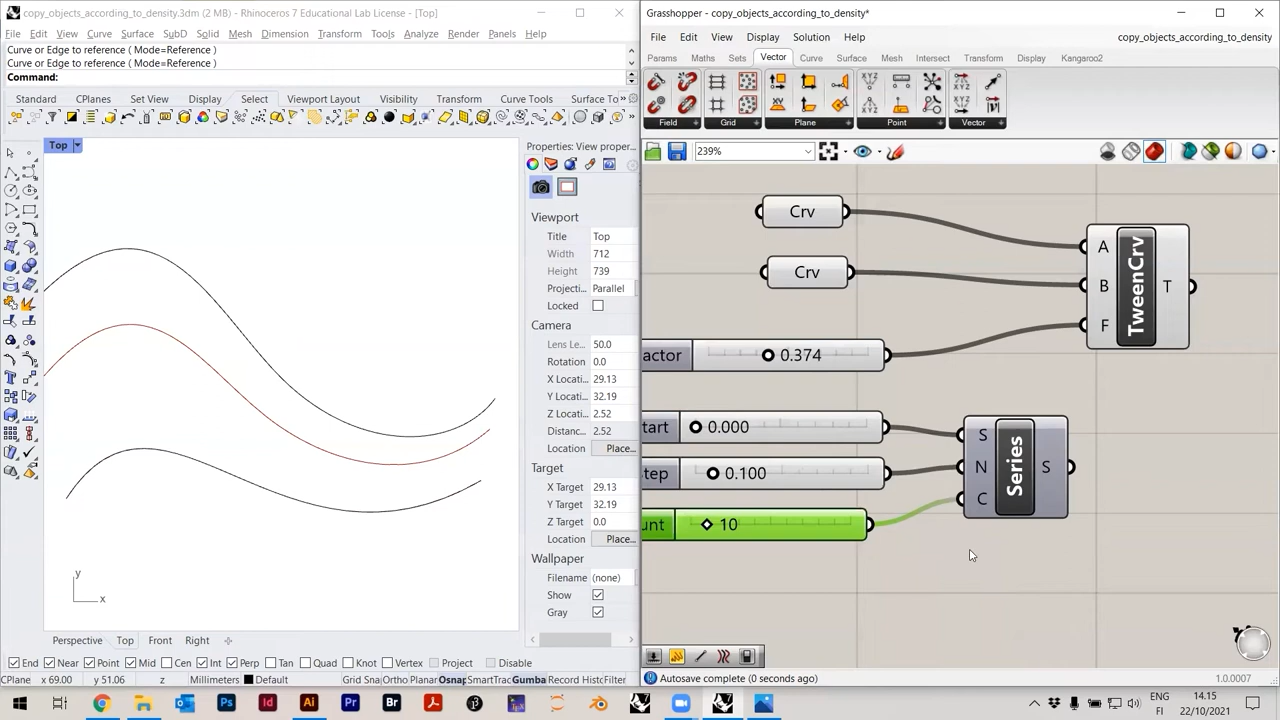 copy_objects_according_to_density.3dm (2 MB) - Rhinoceros 7 Educational Lab License - [Top]
File Edit View Curve Surface SubD Solid Mesh Dimension Transform Tools Analyze Render Panels Help
Curve or Edge to reference ( Mode=Reference )
Curve or Edge to reference ( Mode=Reference )
Command:
Standard CPlanes Set View Display Select Viewport Layout Visibility Transform Curve Tools Surface To
Top
Properties: View proper...
Viewport
Title Top
Width 712
Height 739
Projecti... Parallel
Locked
Camera
Lens Le... 50.0
Rotation 0.0
X Locati... 29.13
Y Locati... 32.19
Z Locati... 2.52
Distanc... 2.52
Location Place...
Target
X Target 29.13
Y Target 32.19
Z Target 0.0
Location Place...
Wallpaper
Filename (none)
Show
Gray
y
x
Perspective Top Front Right
End Near Point Mid Cen Int Perp Tan Quad Knot Vertex Project Disable
CPlane x 69.00 y 51.06 z Millimeters Default Grid Snap Ortho Planar Osnap SmartTrac Gumba Record Histo Filter
Grasshopper - copy_objects_according_to_density*
File Edit View Display Solution Help
copy_objects_according_to_density
Params Maths Sets Vector Curve Surface Mesh Intersect Transform Display Kangaroo2
Field Grid Plane Point Vector
239%
Crv
Crv
A
B
F
TweenCrv
T
actor 0.374
tart 0.000
tep 0.100
unt 10
S
N
C
Series
S
Autosave complete (0 seconds ago)
1.0.0007
ENG
FI
14.15
22/10/2021